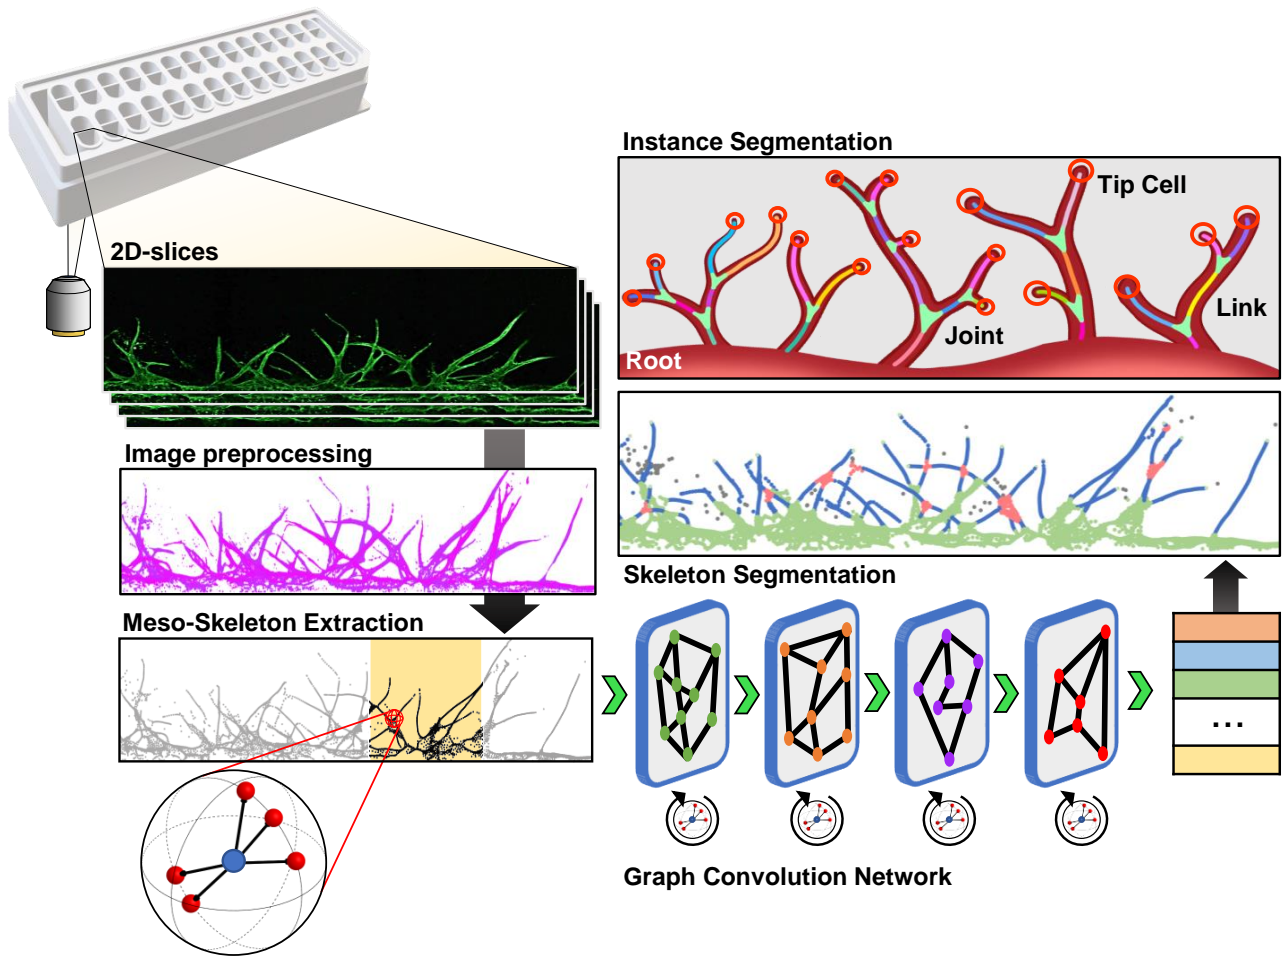 2D-slices
Image preprocessing
Meso-Skeleton Extraction
Instance Segmentation
Tip Cell
Link
Joint
Root
Skeleton Segmentation
...
Graph Convolution Network